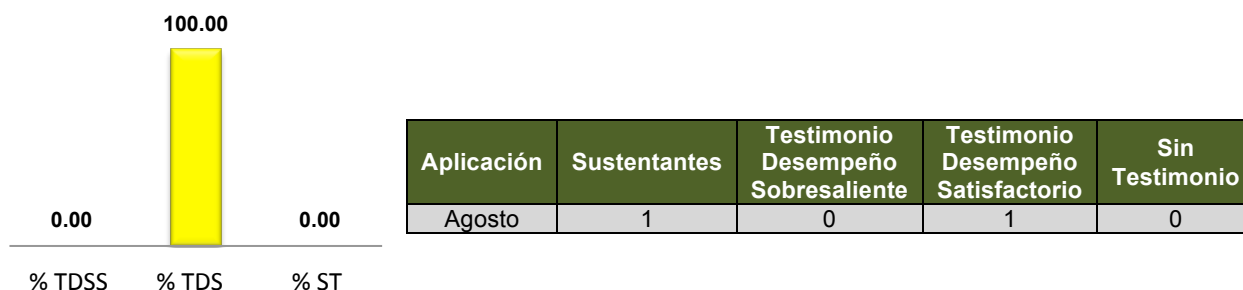 100.00
0.00
0.00
% TDSS % TDS % ST
Aplicación Sustentantes Testimonio Desempeño Sobresaliente Testimonio Desempeño Satisfactorio Sin Testimonio
Agosto 1 0 1 0